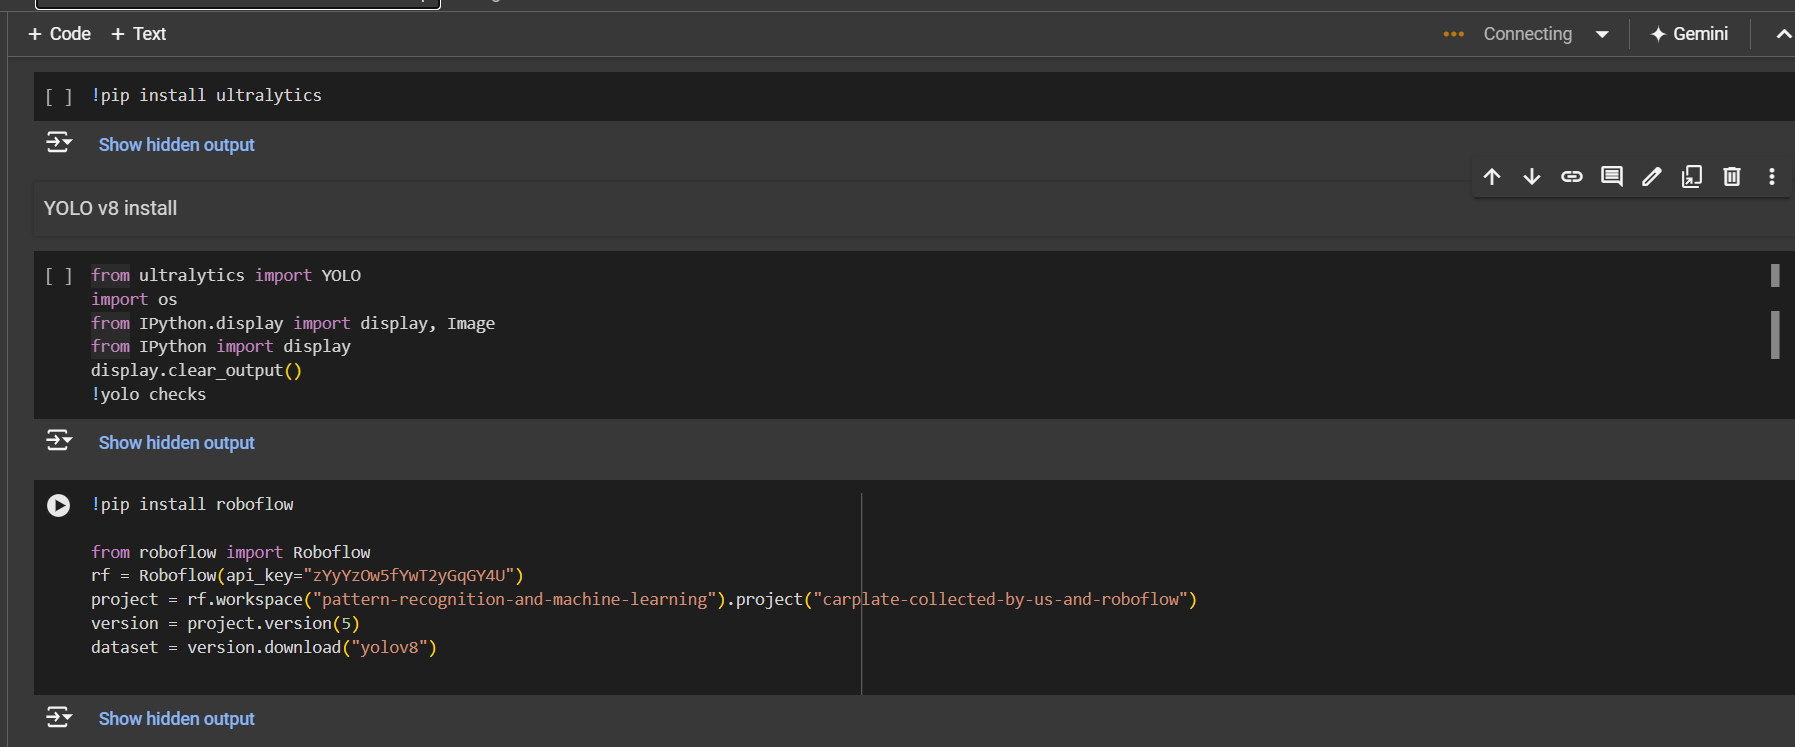 + Code + Text
Connecting
Gemini
[ ] !pip install ultralytics
Show hidden output
YOLO v8 install
[ ] from ultralytics import YOLO
import os
from IPython.display import display, Image
from IPython import display
display.clear_output()
!yolo checks
Show hidden output
!pip install roboflow
from roboflow import Roboflow
rf = Roboflow(api_key="zYyYzOw5fYwT2yGqGY4U")
project = rf.workspace("pattern-recognition-and-machine-learning").project("carplate-collected-by-us-and-roboflow")
version = project.version(5)
dataset = version.download("yolov8")
Show hidden output